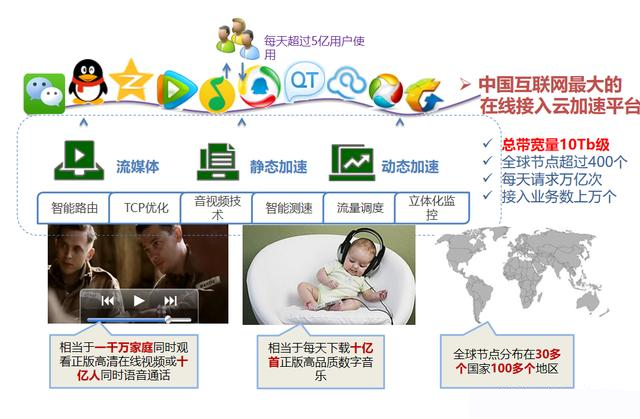 每天超过5亿用户使
用
QT
中国互联网最大的
在线接入云加速平台
流媒体
静态加速
动态加速
总带宽量10Tb级
全球节点超过400个
每天请求万亿次
接入业务数上万个
智能路由
TCP优化
音视频技
术
智能测速
流量调度
立体化监
控
相当于一千万家庭同时观
看正版高清在线视频或十
亿人同时语音通话
相当于每天下载十亿
首正版高品质数字音
乐
全球节点分布在30多
个国家100多个地区